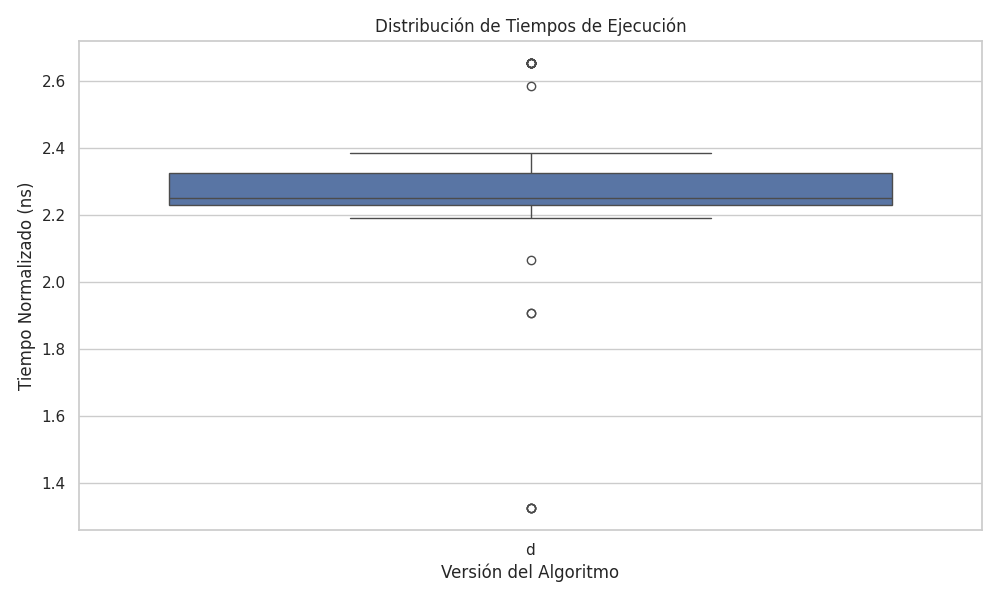 Distribución de Tiempos de Ejecución
Tiempo Normalizado (ns)
2.6
2.4
2.2
2.0
1.8
1.6
1.4
d
Versión del Algoritmo